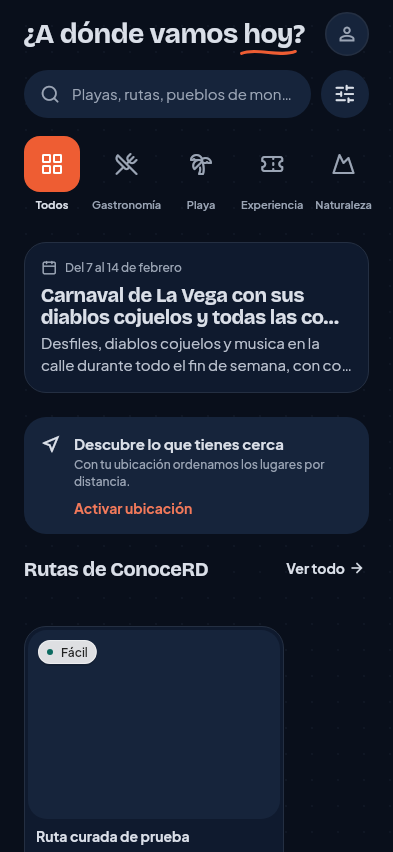 ¿A dónde vamos hoy?
Playas, rutas, pueblos de mon...
Todos
Gastronomía
Playa
Experiencia
Naturaleza
Del 7 al 14 de febrero
Carnaval de La Vega con sus
diablos cojuelos y todas las co...
Desfiles, diablos cojuelos y musica en la
calle durante todo el fin de semana, con co...
Descubre lo que tienes cerca
Con tu ubicación ordenamos los lugares por
distancia.
Activar ubicación
Rutas de ConoceRD
Ver todo
Fácil
Ruta curada de prueba